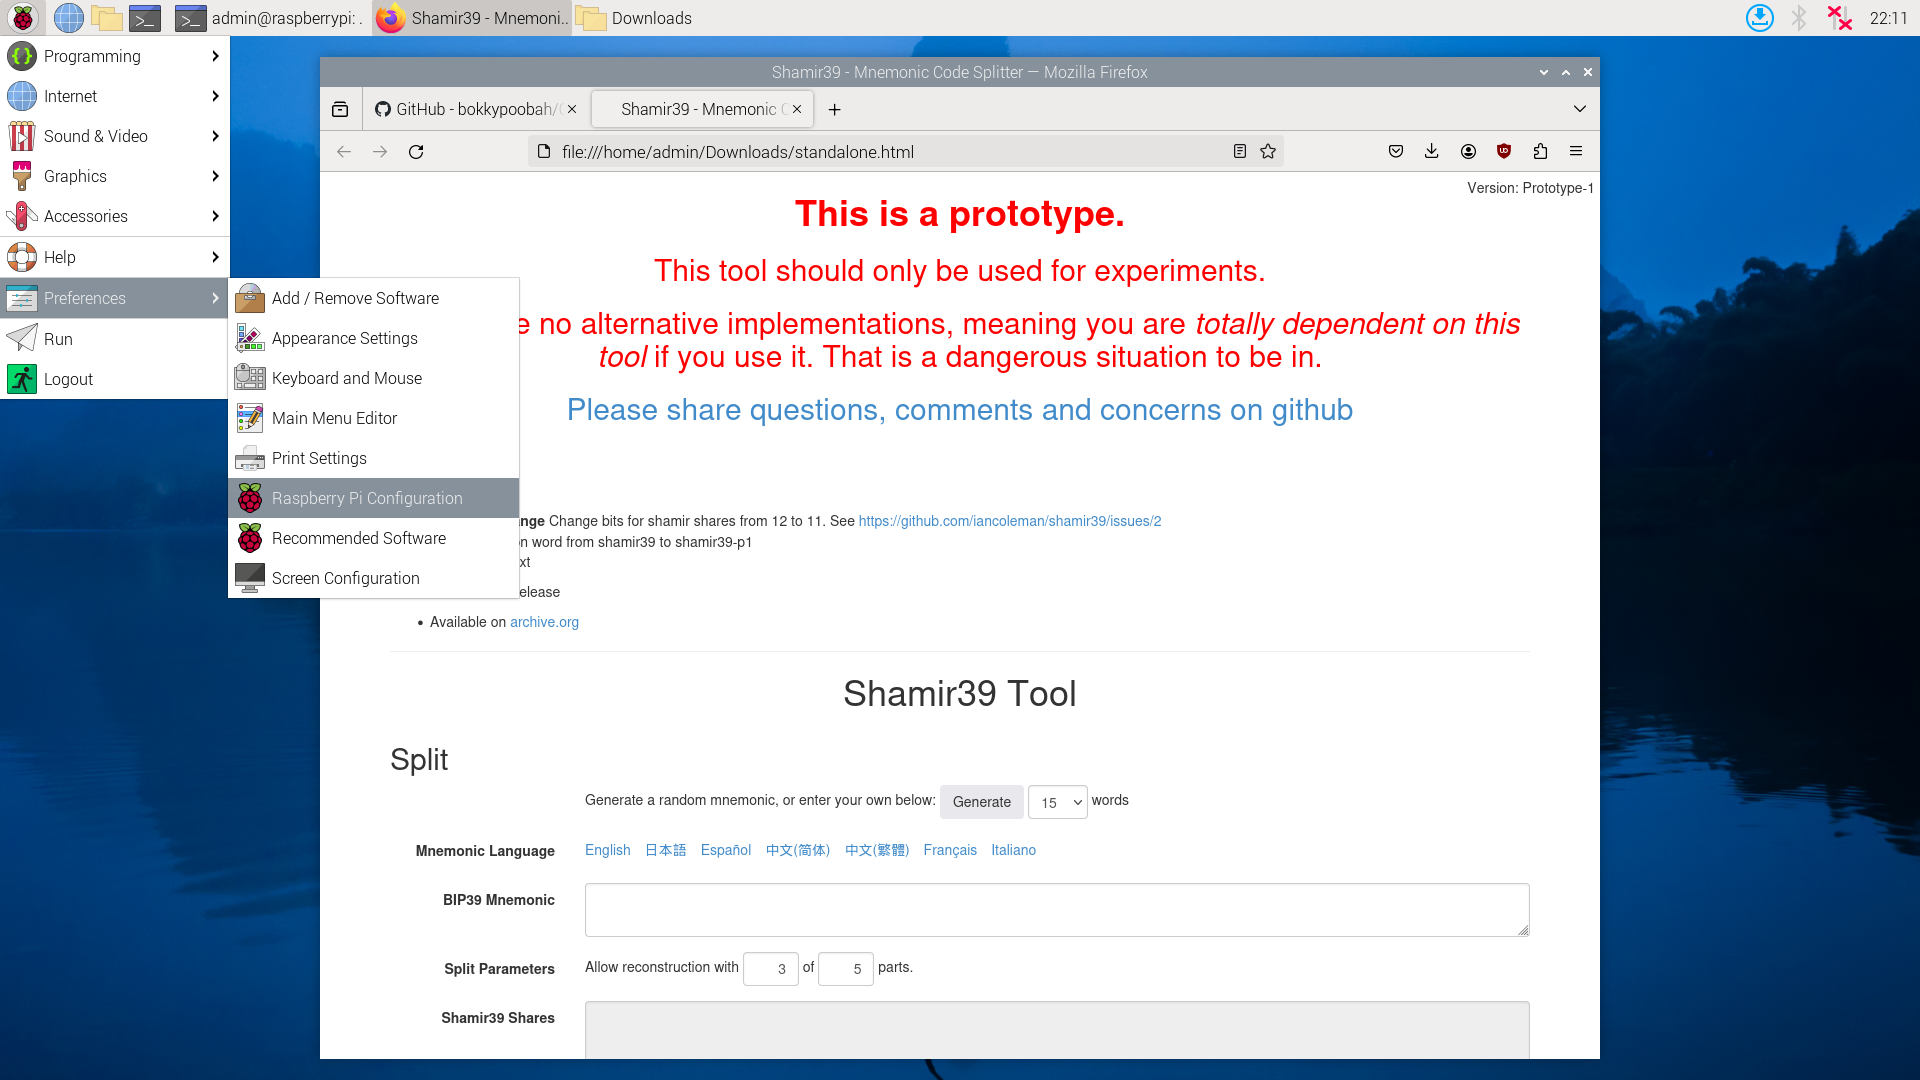 admin@raspberrypi: .
Shamir39 - Mnemoni..
Downloads
22:11
Programming
Internet
Sound & Video
Graphics
Accessories
Help
Preferences
Run
Logout
Add / Remove Software
Appearance Settings
Keyboard and Mouse
Main Menu Editor
Print Settings
Raspberry Pi Configuration
Recommended Software
Screen Configuration
Shamir39 - Mnemonic Code Splitter — Mozilla Firefox
GitHub - bokkypoobah/
Shamir39 - Mnemonic
file:///home/admin/Downloads/standalone.html
Version: Prototype-1
This is a prototype.
This tool should only be used for experiments.
e no alternative implementations, meaning you are totally dependent on this
tool if you use it. That is a dangerous situation to be in.
Please share questions, comments and concerns on github
nge Change bits for shamir shares from 12 to 11. See https://github.com/iancoleman/shamir39/issues/2
n word from shamir39 to shamir39-p1
xt
elease
• Available on archive.org
Shamir39 Tool
Split
Generate a random mnemonic, or enter your own below: Generate 15 words
Mnemonic Language English 日本語 Español 中文(简体) 中文(繁體) Français Italiano
BIP39 Mnemonic
Split Parameters Allow reconstruction with 3 of 5 parts.
Shamir39 Shares